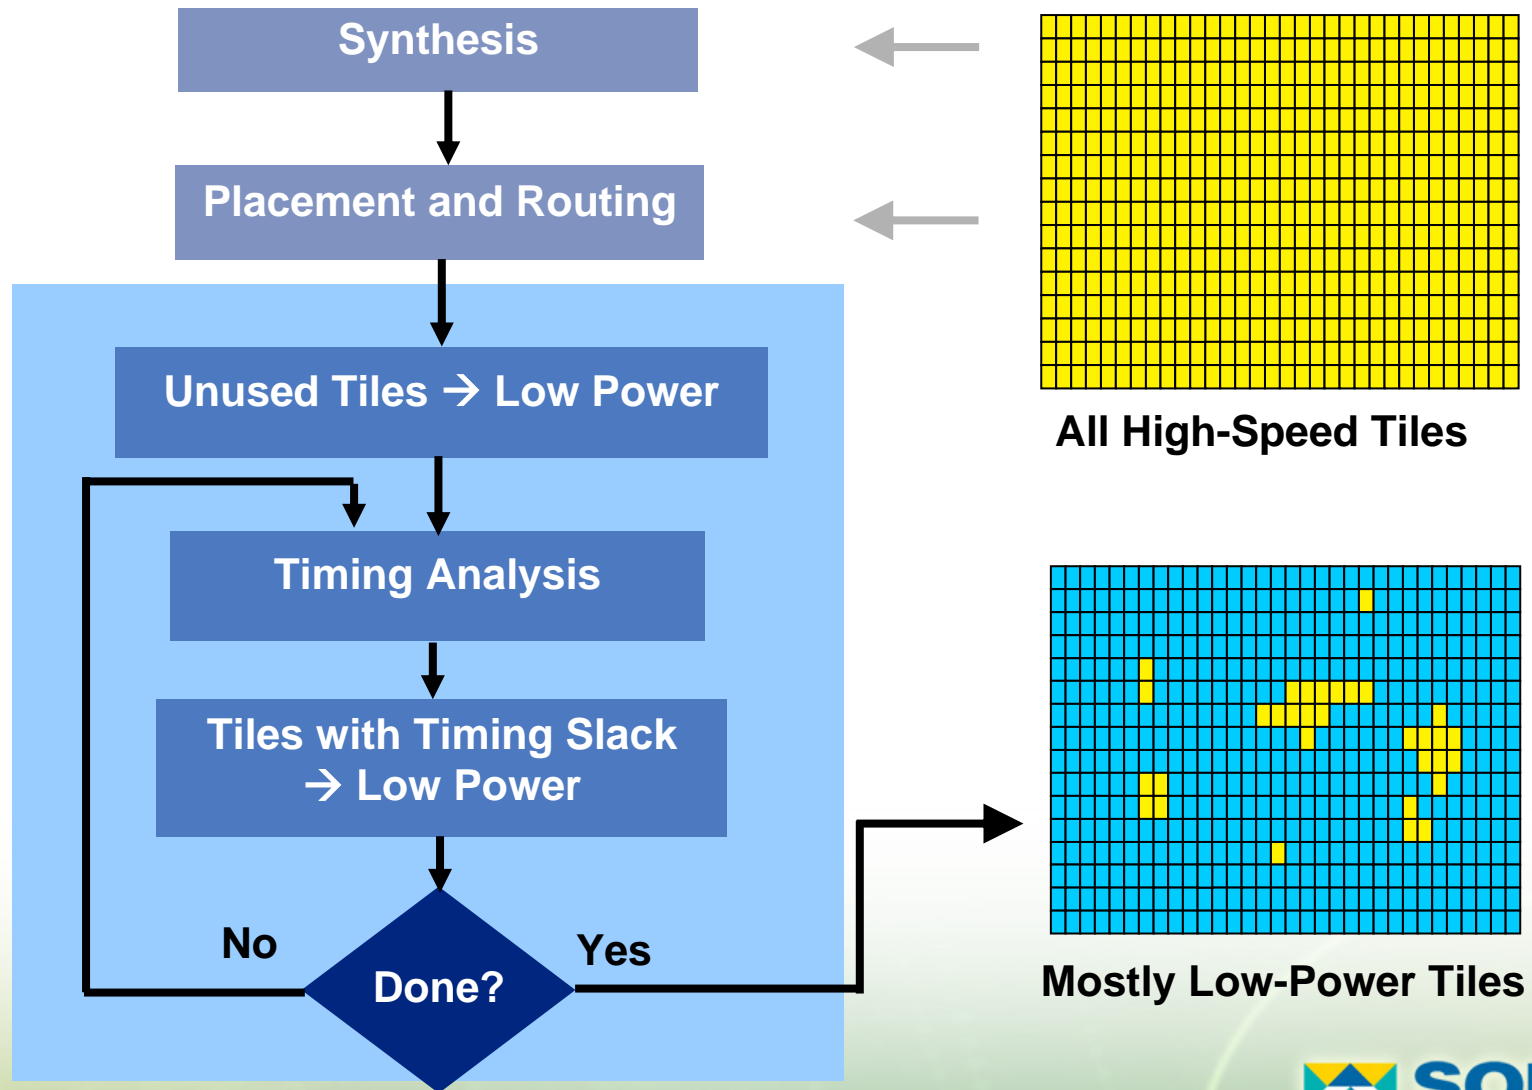 Synthesis
Placement and Routing
Unused Tiles → Low Power
Timing Analysis
Tiles with Timing Slack
→ Low Power
Done?
No
Yes
All High-Speed Tiles
Mostly Low-Power Tiles